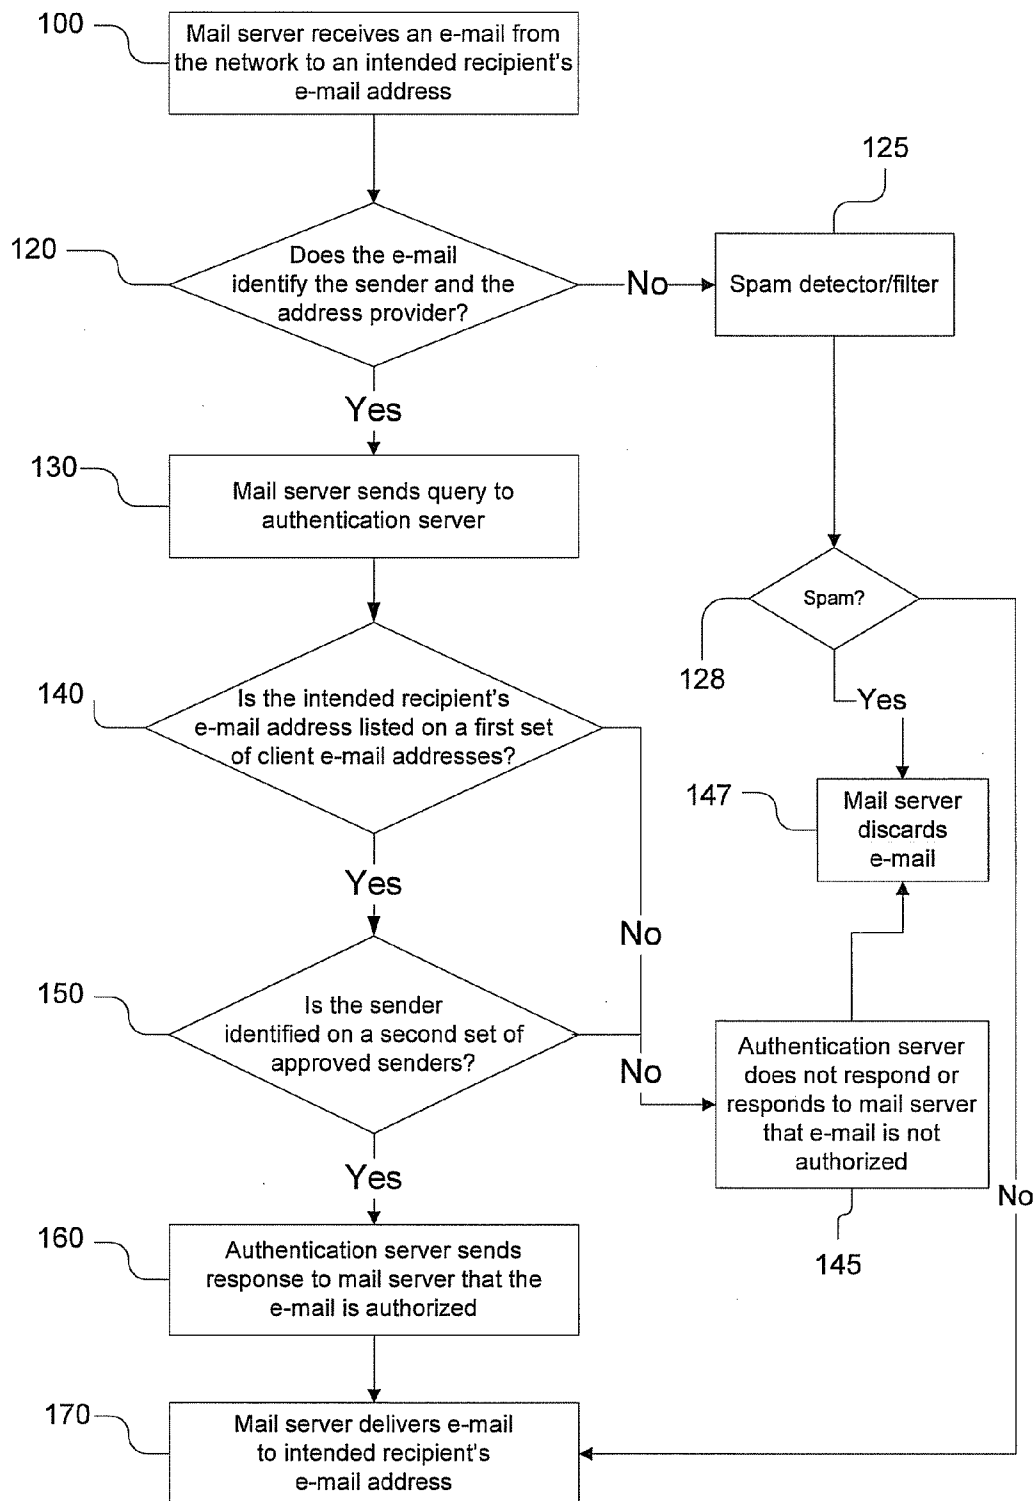 100
Mail server receives an e-mail from
the network to an intended recipient's
e-mail address
125
120
Does the e-mail
identify the sender and the
address provider?
No
Spam detector/filter
Yes
130
Mail server sends query to
authentication server
Spam?
128
Yes
140
Is the intended recipient's
e-mail address listed on a first set
of client e-mail addresses?
147
Mail server
discards
e-mail
Yes
No
150
Is the sender
identified on a second set of
approved senders?
No
Authentication server
does not respond or
responds to mail server
that e-mail is not
authorized
Yes
No
145
160
Authentication server sends
response to mail server that the
e-mail is authorized
170
Mail server delivers e-mail
to intended recipient's
e-mail address